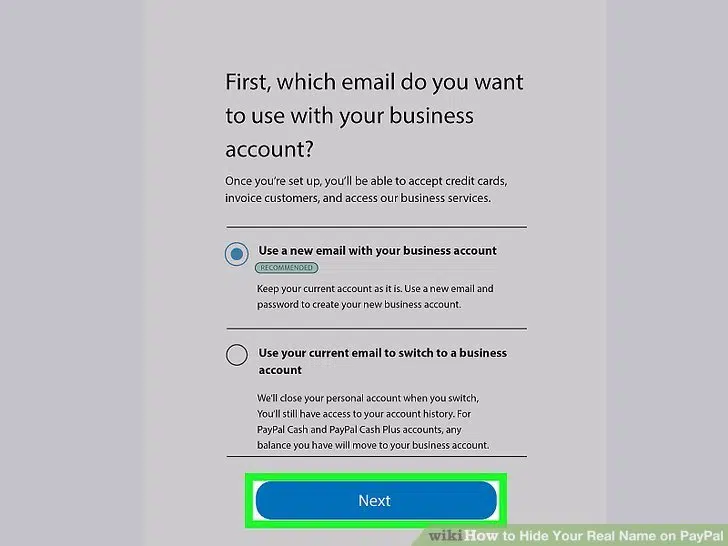 First, which email do you want
to use with your business
account?
Once you're set up, you'll be able to accept credit cards,
invoice customers, and access our business services.
Use a new email with your business account
RECOMMENDED
Keep your current account as it is. Use a new email and
password to create your new business account.
Use your current email to switch to a business
account
We'll close your personal account when you switch,
You'll still have access to your account history. For
PayPal Cash and PayPal Cash Plus accounts, any
balance you have will move to your business account.
Next
wikiHow to Hide Your Real Name on PayPal